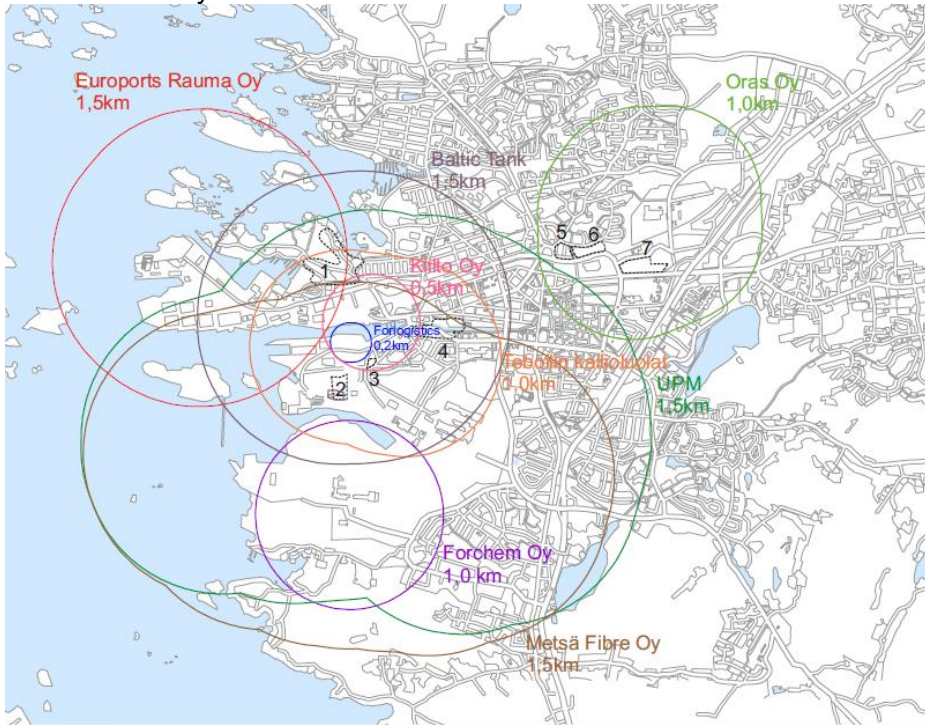 Euroports Rauma Oy
1,5km
Oras Oy
1,0km
Baltic Tank
1,5km
5
6
7
1
Kiilto Oy
0,5km
Forlogistics
0,2km
4
3
2
Teboilin kallioluolat
1 0km
UPM
1,5km
Forchem Oy
1,0 km
Metsä Fibre Oy
1,5km